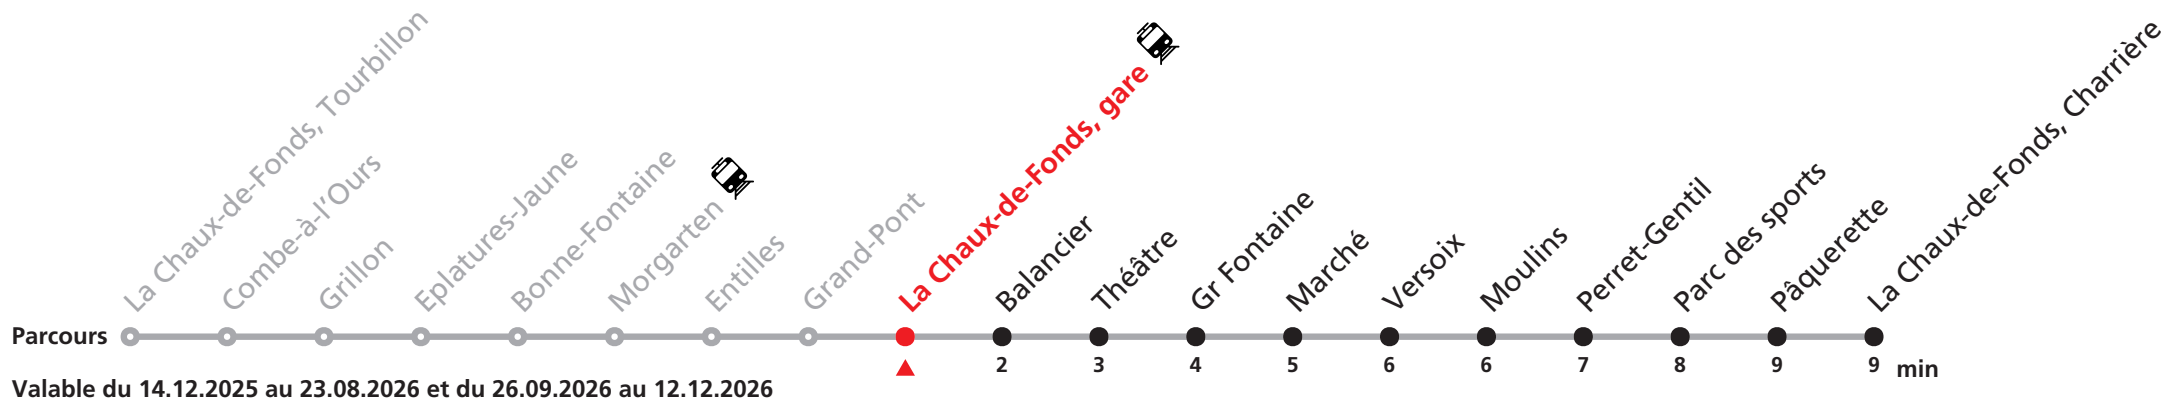 La Chaux-de-Fonds, Tourbillon
Combe-à-l'Ours
Grillon
Eplatures-Jaune
Bonne-Fontaine
Morgarten
Entilles
Grand-Pont
La Chaux-de-Fonds, gare
Balancier
Théâtre
Gr Fontaine
Marché
Versoix
Moulins
Perret-Gentil
Parc des sports
Pâquerette
La Chaux-de-Fonds, Charrière
Parcours
2 3 4 5 6 6 7 8 9 9 min
Valable du 14.12.2025 au 23.08.2026 et du 26.09.2026 au 12.12.2026